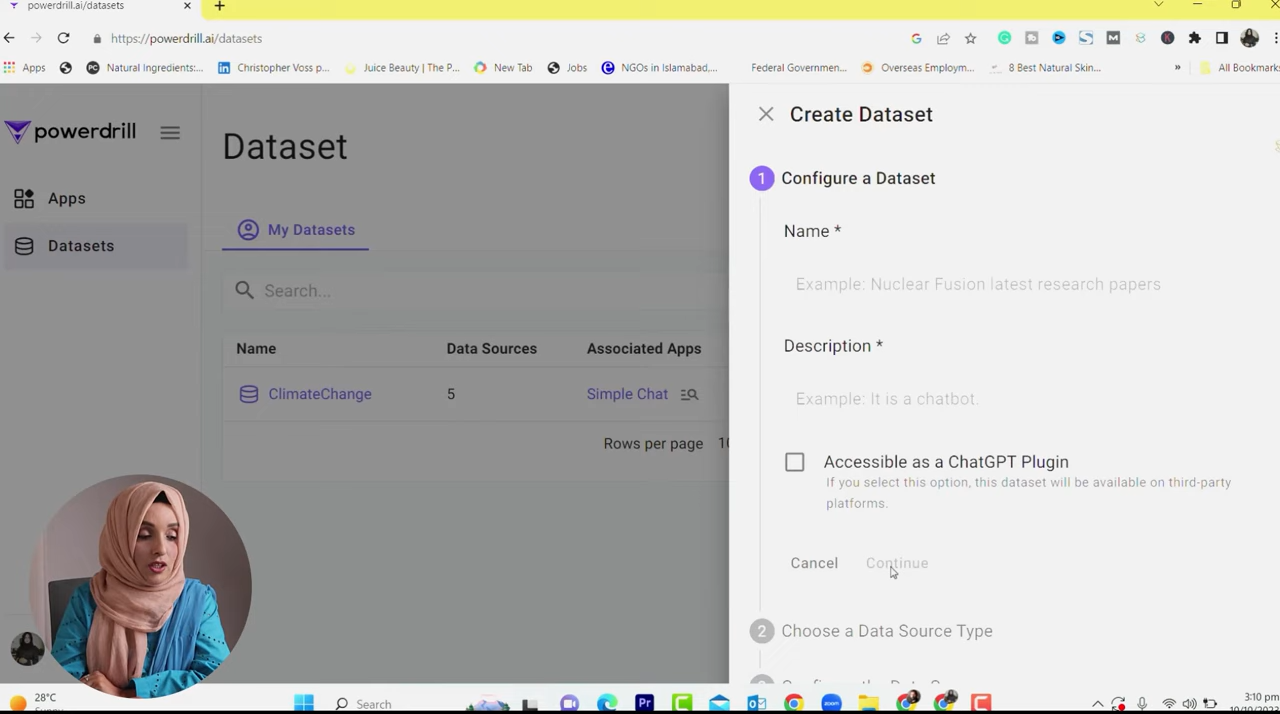 powerdrill.ai/datasets
https://powerdrill.ai/datasets
Apps
Natural Ingredients:...
Christopher Voss p...
Juice Beauty | The P...
New Tab
Jobs
NGOs in Islamabad,...
Federal Governmen...
Overseas Employm...
8 Best Natural Skin...
»
All Bookmarks
powerdrill
Apps
Datasets
Dataset
My Datasets
Search...
Name Data Sources Associated Apps
ClimateChange 5 Simple Chat
Rows per page 10
Create Dataset
1 Configure a Dataset
Name *
Example: Nuclear Fusion latest research papers
Description *
Example: It is a chatbot.
Accessible as a ChatGPT Plugin
If you select this option, this dataset will be available on third-party
platforms.
Cancel Continue
2 Choose a Data Source Type
28°C
Sunny
Search
Pr
zoom
3:10 pm